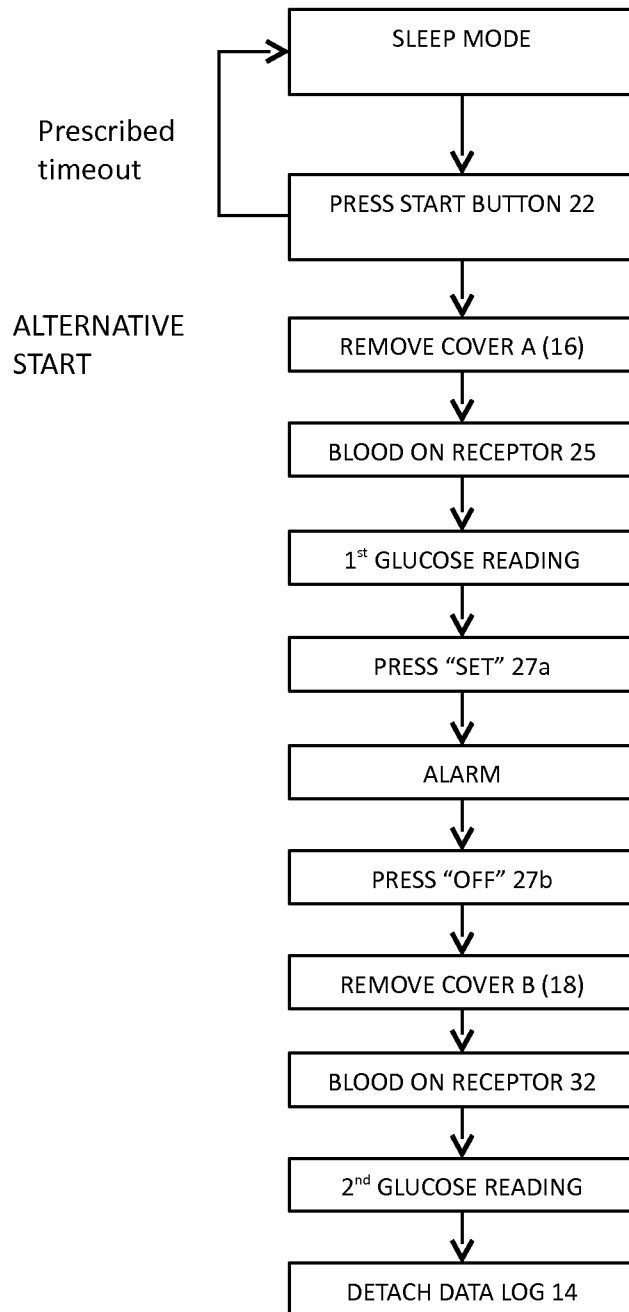 SLEEP MODE
Prescribed
timeout
PRESS START BUTTON 22
ALTERNATIVE
START
REMOVE COVER A (16)
BLOOD ON RECEPTOR 25
1st GLUCOSE READING
PRESS “SET” 27a
ALARM
PRESS “OFF” 27b
REMOVE COVER B (18)
BLOOD ON RECEPTOR 32
2nd GLUCOSE READING
DETACH DATA LOG 14